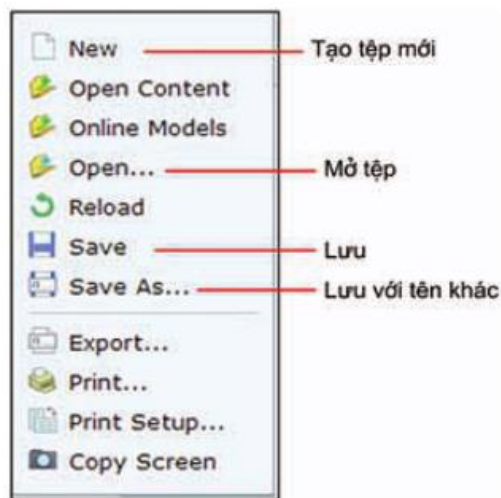 New Tạo tệp mới
Open Content
Online Models
Open... Mở tệp
Reload
Save Lưu
Save As... Lưu với tên khác
Export...
Print...
Print Setup...
Copy Screen